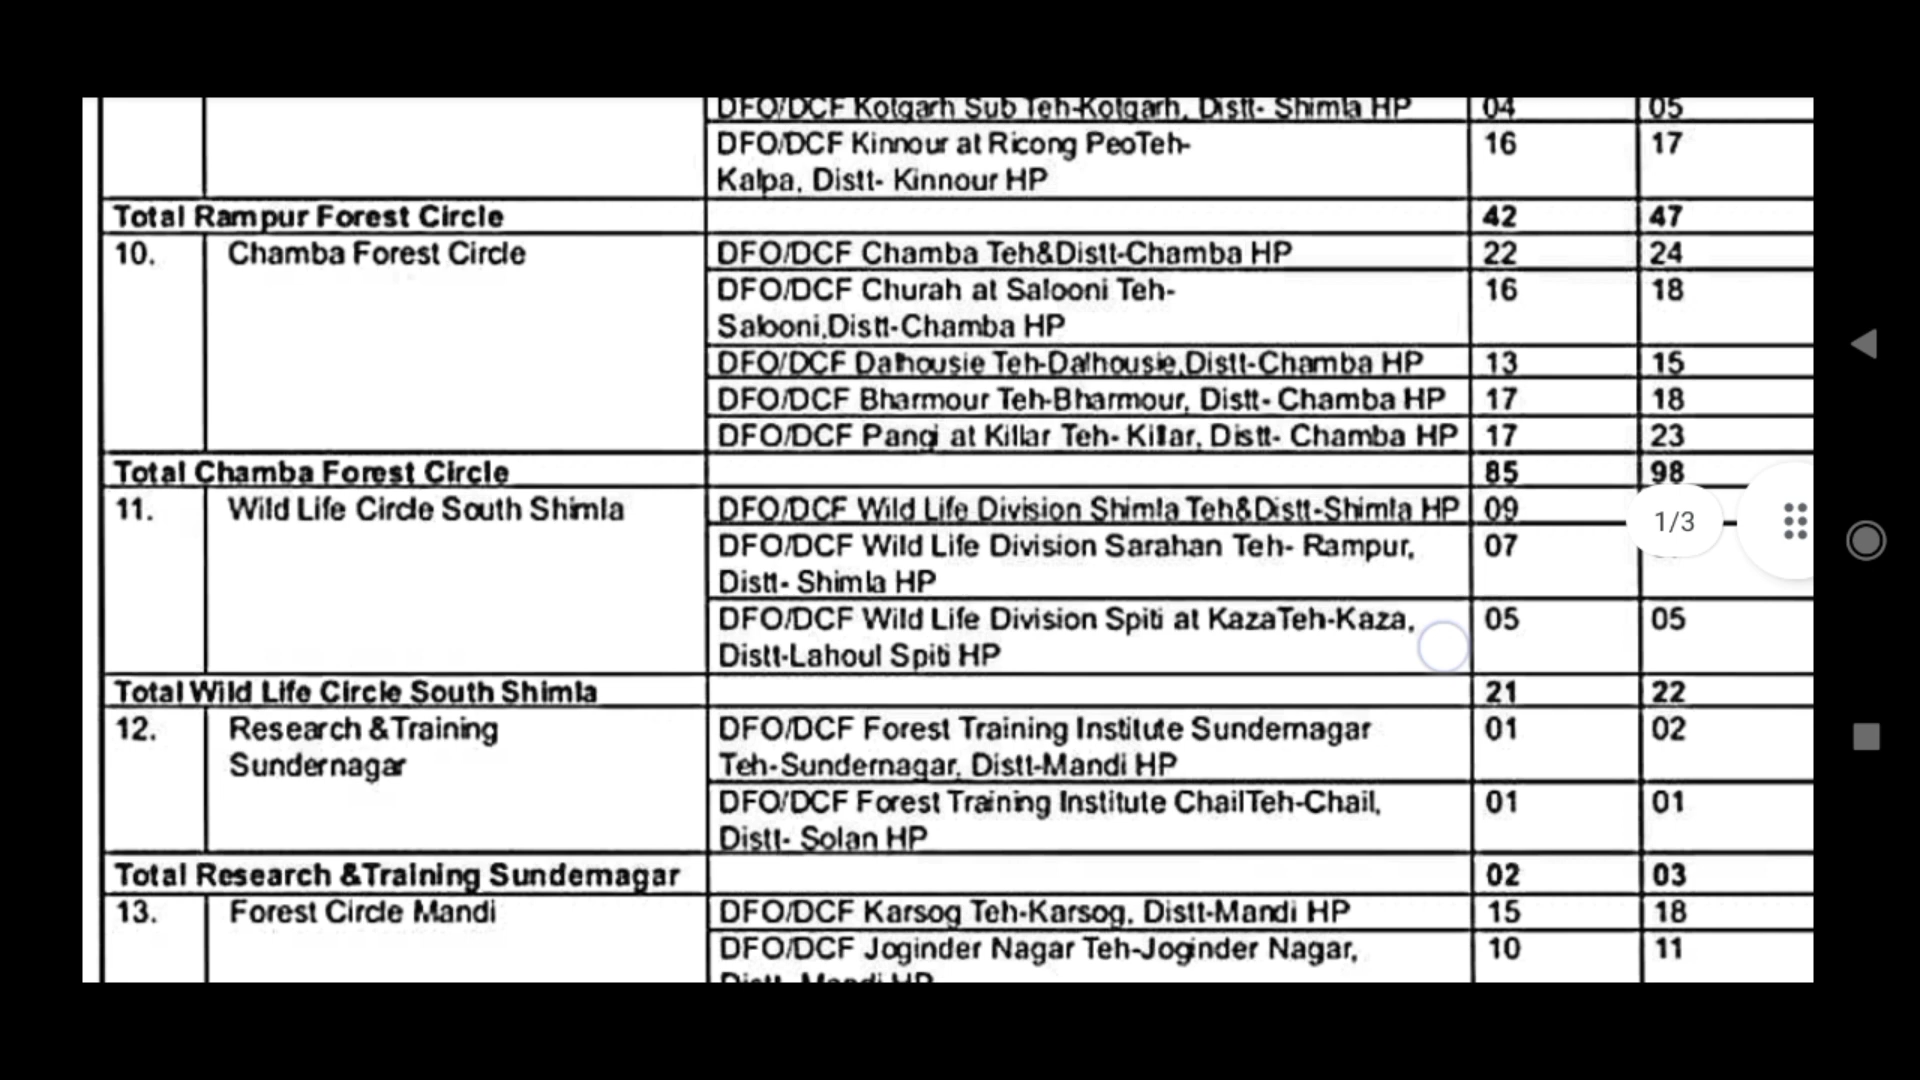 DFO/DCF Kotgarh Sub Teh-Kotgarh, Distt- Shimla HP 04 05
DFO/DCF Kinnour at Ricong PeoTeh- 16 17
Kalpa, Distt- Kinnour HP
Total Rampur Forest Circle 42 47
10. Chamba Forest Circle DFO/DCF Chamba Teh&Distt-Chamba HP 22 24
DFO/DCF Churah at Salooni Teh- 16 18
Salooni,Distt-Chamba HP
DFO/DCF Dalhousie Teh-Dalhousie,Distt-Chamba HP 13 15
DFO/DCF Bharmour Teh-Bharmour, Distt- Chamba HP 17 18
DFO/DCF Pangi at Killar Teh- Killar, Distt- Chamba HP 17 23
Total Chamba Forest Circle 85 98
11. Wild Life Circle South Shimla DFO/DCF Wild Life Division Shimla Teh&Distt-Shimla HP 09
1/3
DFO/DCF Wild Life Division Sarahan Teh- Rampur, 07
Distt- Shimla HP
DFO/DCF Wild Life Division Spiti at KazaTeh-Kaza, 05 05
Distt-Lahoul Spiti HP
Total Wild Life Circle South Shimla 21 22
12. Research &Training DFO/DCF Forest Training Institute Sundernagar 01 02
Sundernagar Teh-Sundernagar, Distt-Mandi HP
DFO/DCF Forest Training Institute ChailTeh-Chail, 01 01
Distt- Solan HP
Total Research &Training Sundernagar 02 03
13. Forest Circle Mandi DFO/DCF Karsog Teh-Karsog, Distt-Mandi HP 15 18
DFO/DCF Joginder Nagar Teh-Joginder Nagar, 10 11
Distt- Mandi HP